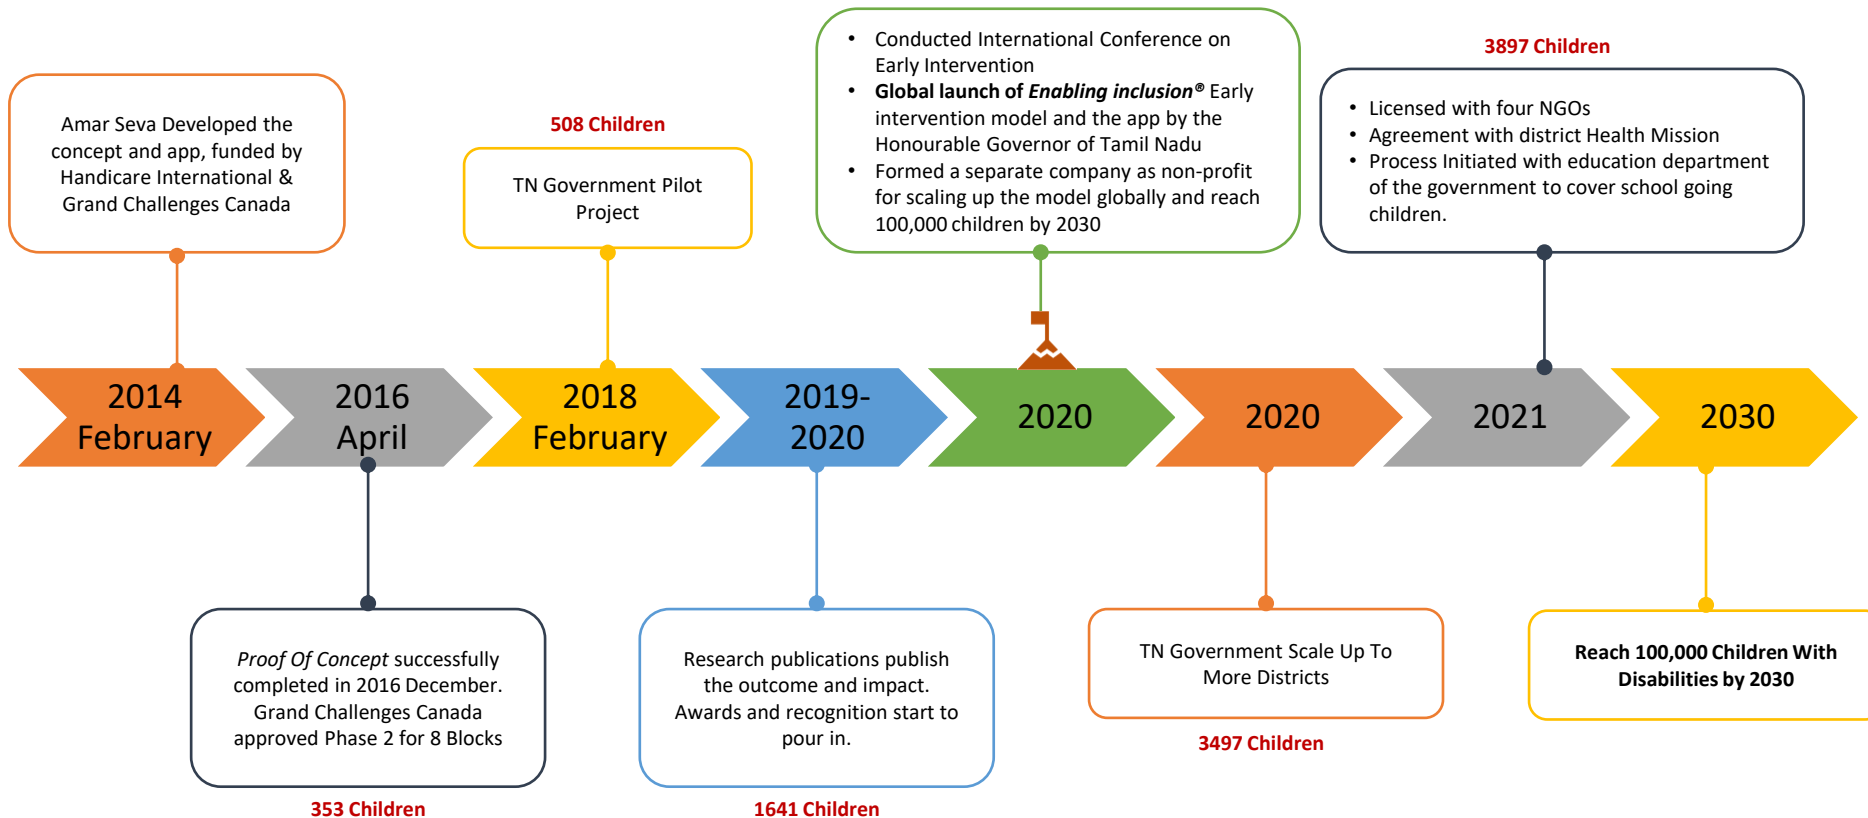 Amar Seva Developed the
concept and app, funded by
Handicare International &
Grand Challenges Canada
508 Children
TN Government Pilot
Project
• Conducted International Conference on
Early Intervention
• Global launch of Enabling inclusion® Early
intervention model and the app by the
Honourable Governor of Tamil Nadu
• Formed a separate company as non-profit
for scaling up the model globally and reach
100,000 children by 2030
3897 Children
• Licensed with four NGOs
• Agreement with district Health Mission
• Process Initiated with education department
of the government to cover school going
children.
2014
February
2016
April
2018
February
2019-
2020
2020
2020
2021
2030
Proof Of Concept successfully
completed in 2016 December.
Grand Challenges Canada
approved Phase 2 for 8 Blocks
353 Children
Research publications publish
the outcome and impact.
Awards and recognition start to
pour in.
1641 Children
TN Government Scale Up To
More Districts
3497 Children
Reach 100,000 Children With
Disabilities by 2030